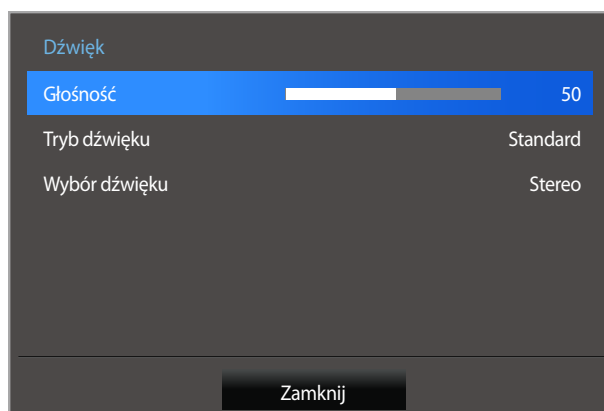 Dźwięk
Głośność 50
Tryb dźwięku Standard
Wybór dźwięku Stereo
Zamknij